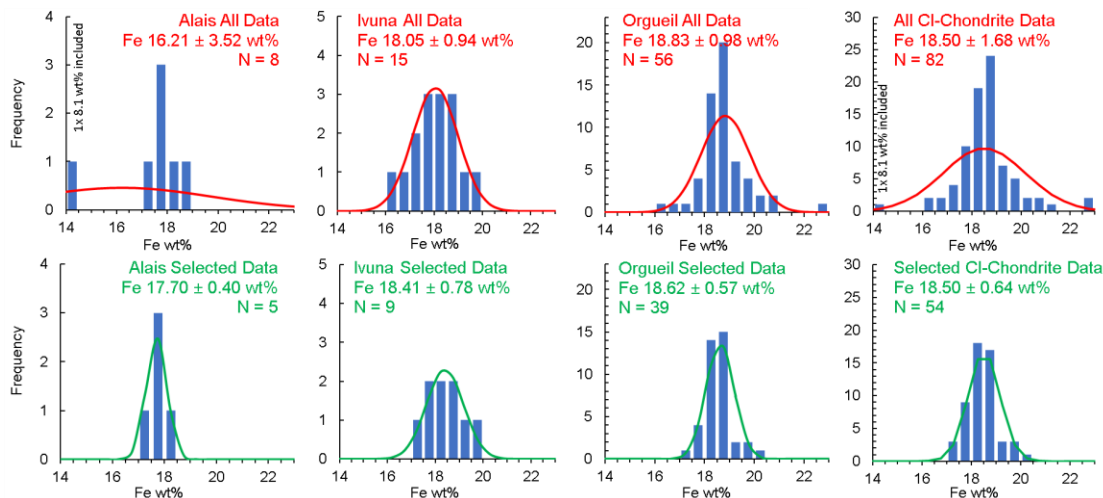 Alais All Data
Fe 16.21 ± 3.52 wt%
N = 8
1x 8.1 wt% included
Frequency
4
3
2
1
0
14 16 18 20 22
Fe wt%
Ivuna All Data
Fe 18.05 ± 0.94 wt%
N = 15
5
4
3
2
1
0
14 16 18 20 22
Fe wt%
Orgueil All Data
Fe 18.83 ± 0.98 wt%
N = 56
20
15
10
5
0
14 16 18 20 22
Fe wt%
All CI-Chondrite Data
Fe 18.50 ± 1.68 wt%
N = 82
1x 8.1 wt% included
30
25
20
15
10
5
0
14 16 18 20 22
Fe wt%
Alais Selected Data
Fe 17.70 ± 0.40 wt%
N = 5
Frequency
4
3
2
1
0
14 16 18 20 22
Fe wt%
Ivuna Selected Data
Fe 18.41 ± 0.78 wt%
N = 9
5
4
3
2
1
0
14 16 18 20 22
Fe wt%
Orgueil Selected Data
Fe 18.62 ± 0.57 wt%
N = 39
20
15
10
5
0
14 16 18 20 22
Fe wt%
Selected CI-Chondrite Data
Fe 18.50 ± 0.64 wt%
N = 54
30
25
20
15
10
5
0
14 16 18 20 22
Fe wt%